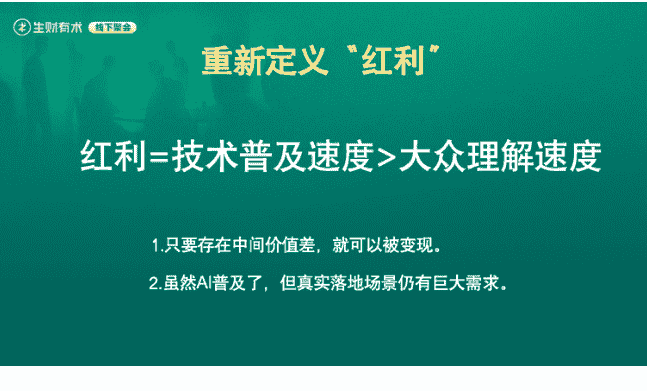 生财有术 线下聚会
重新定义“红利”
红利=技术普及速度>大众理解速度
1.只要存在中间价值差，就可以被变现。
2.虽然AI普及了，但真实落地场景仍有巨大需求。